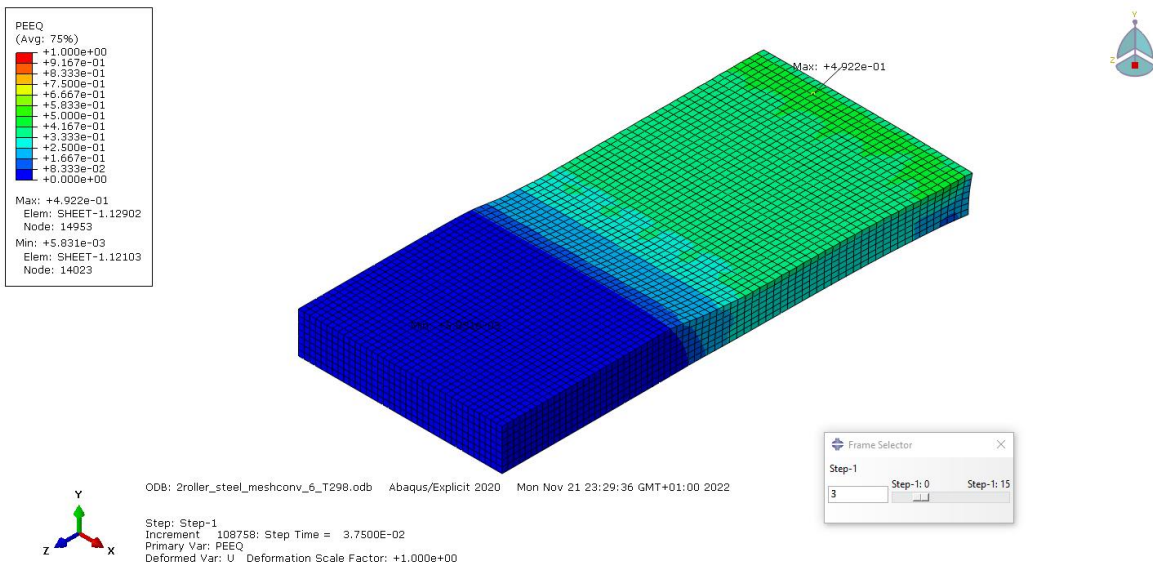 PEEQ
(Avg: 75%)
+1.000e+00
+9.167e-01
+8.333e-01
+7.500e-01
+6.667e-01
+5.833e-01
+5.000e-01
+4.167e-01
+3.333e-01
+2.500e-01
+1.667e-01
+8.333e-02
+0.000e+00
Max: +4.922e-01
Elem: SHEET-1.12902
Node: 14953
Min: +5.831e-03
Elem: SHEET-1.12103
Node: 14023
Max: +4.922e-01
Y
Z
Frame Selector
Step-1
Step-1: 0 Step-1: 15
3
Y
Z X
ODB: 2roller_steel_meshconv_6_T298.odb Abaqus/Explicit 2020 Mon Nov 21 23:29:36 GMT+01:00 2022
Step: Step-1
Increment 108758: Step Time = 3.7500E-02
Primary Var: PEEQ
Deformed Var: U Deformation Scale Factor: +1.000e+00